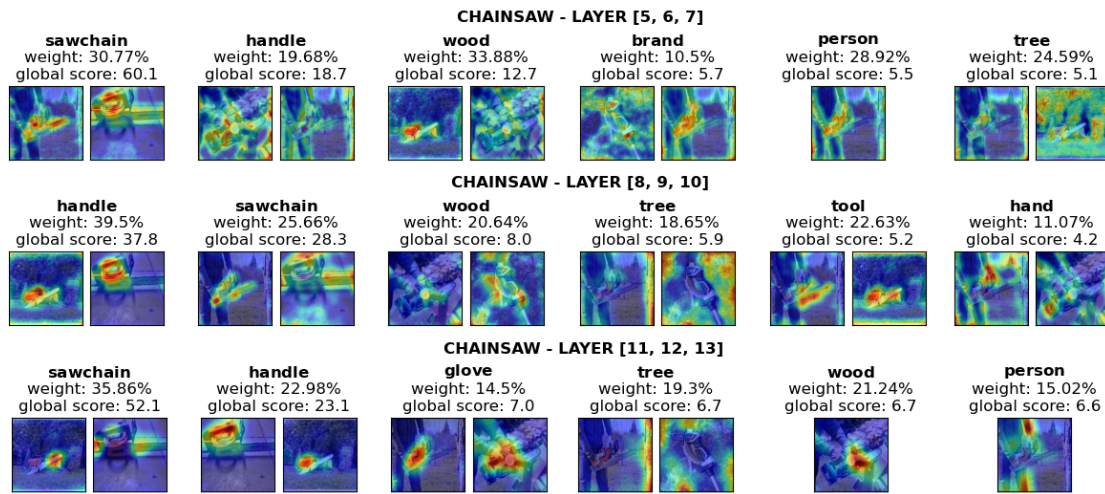 CHAINSAW - LAYER [5, 6, 7]
sawchain handle wood brand person tree
weight: 30.77% weight: 19.68% weight: 33.88% weight: 10.5% weight: 28.92% weight: 24.59%
global score: 60.1 global score: 18.7 global score: 12.7 global score: 5.7 global score: 5.5 global score: 5.1
CHAINSAW - LAYER [8, 9, 10]
handle sawchain wood tree tool hand
weight: 39.5% weight: 25.66% weight: 20.64% weight: 18.65% weight: 22.63% weight: 11.07%
global score: 37.8 global score: 28.3 global score: 8.0 global score: 5.9 global score: 5.2 global score: 4.2
CHAINSAW - LAYER [11, 12, 13]
sawchain handle glove tree wood person
weight: 35.86% weight: 22.98% weight: 14.5% weight: 19.3% weight: 21.24% weight: 15.02%
global score: 52.1 global score: 23.1 global score: 7.0 global score: 6.7 global score: 6.7 global score: 6.6